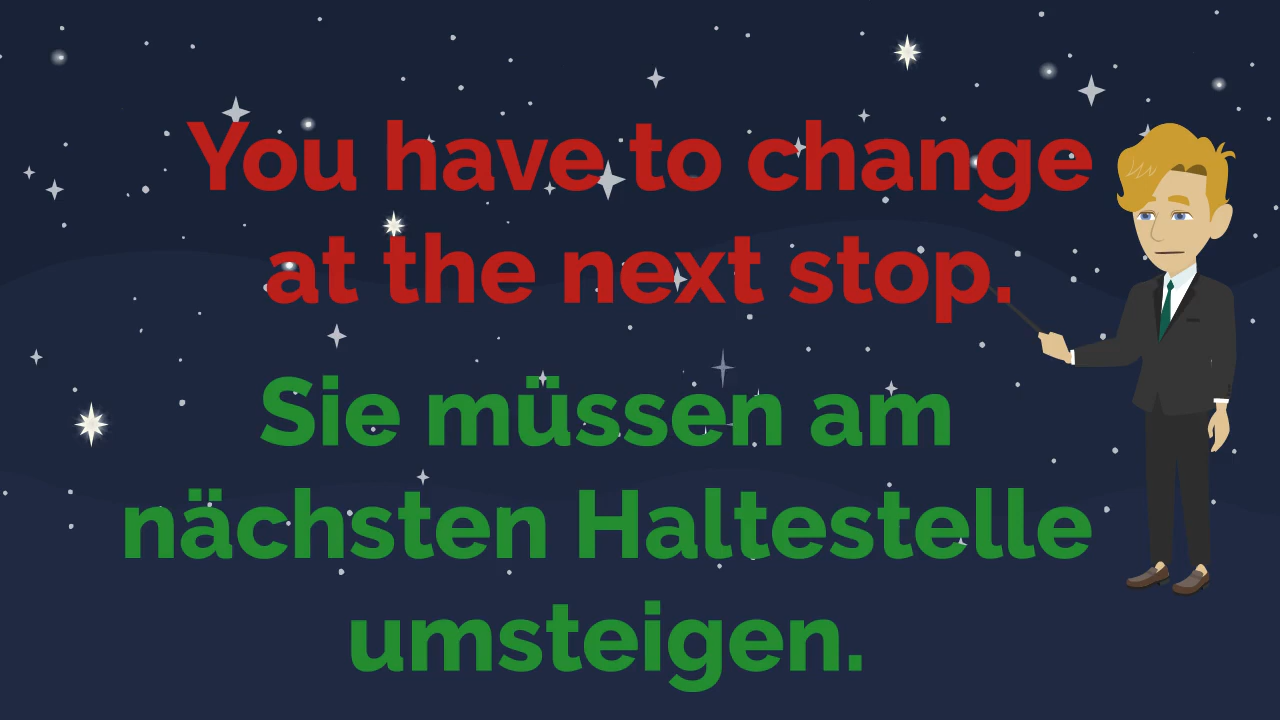 You have to change
at the next stop.
Sie müssen am
nächsten Haltestelle
umsteigen.